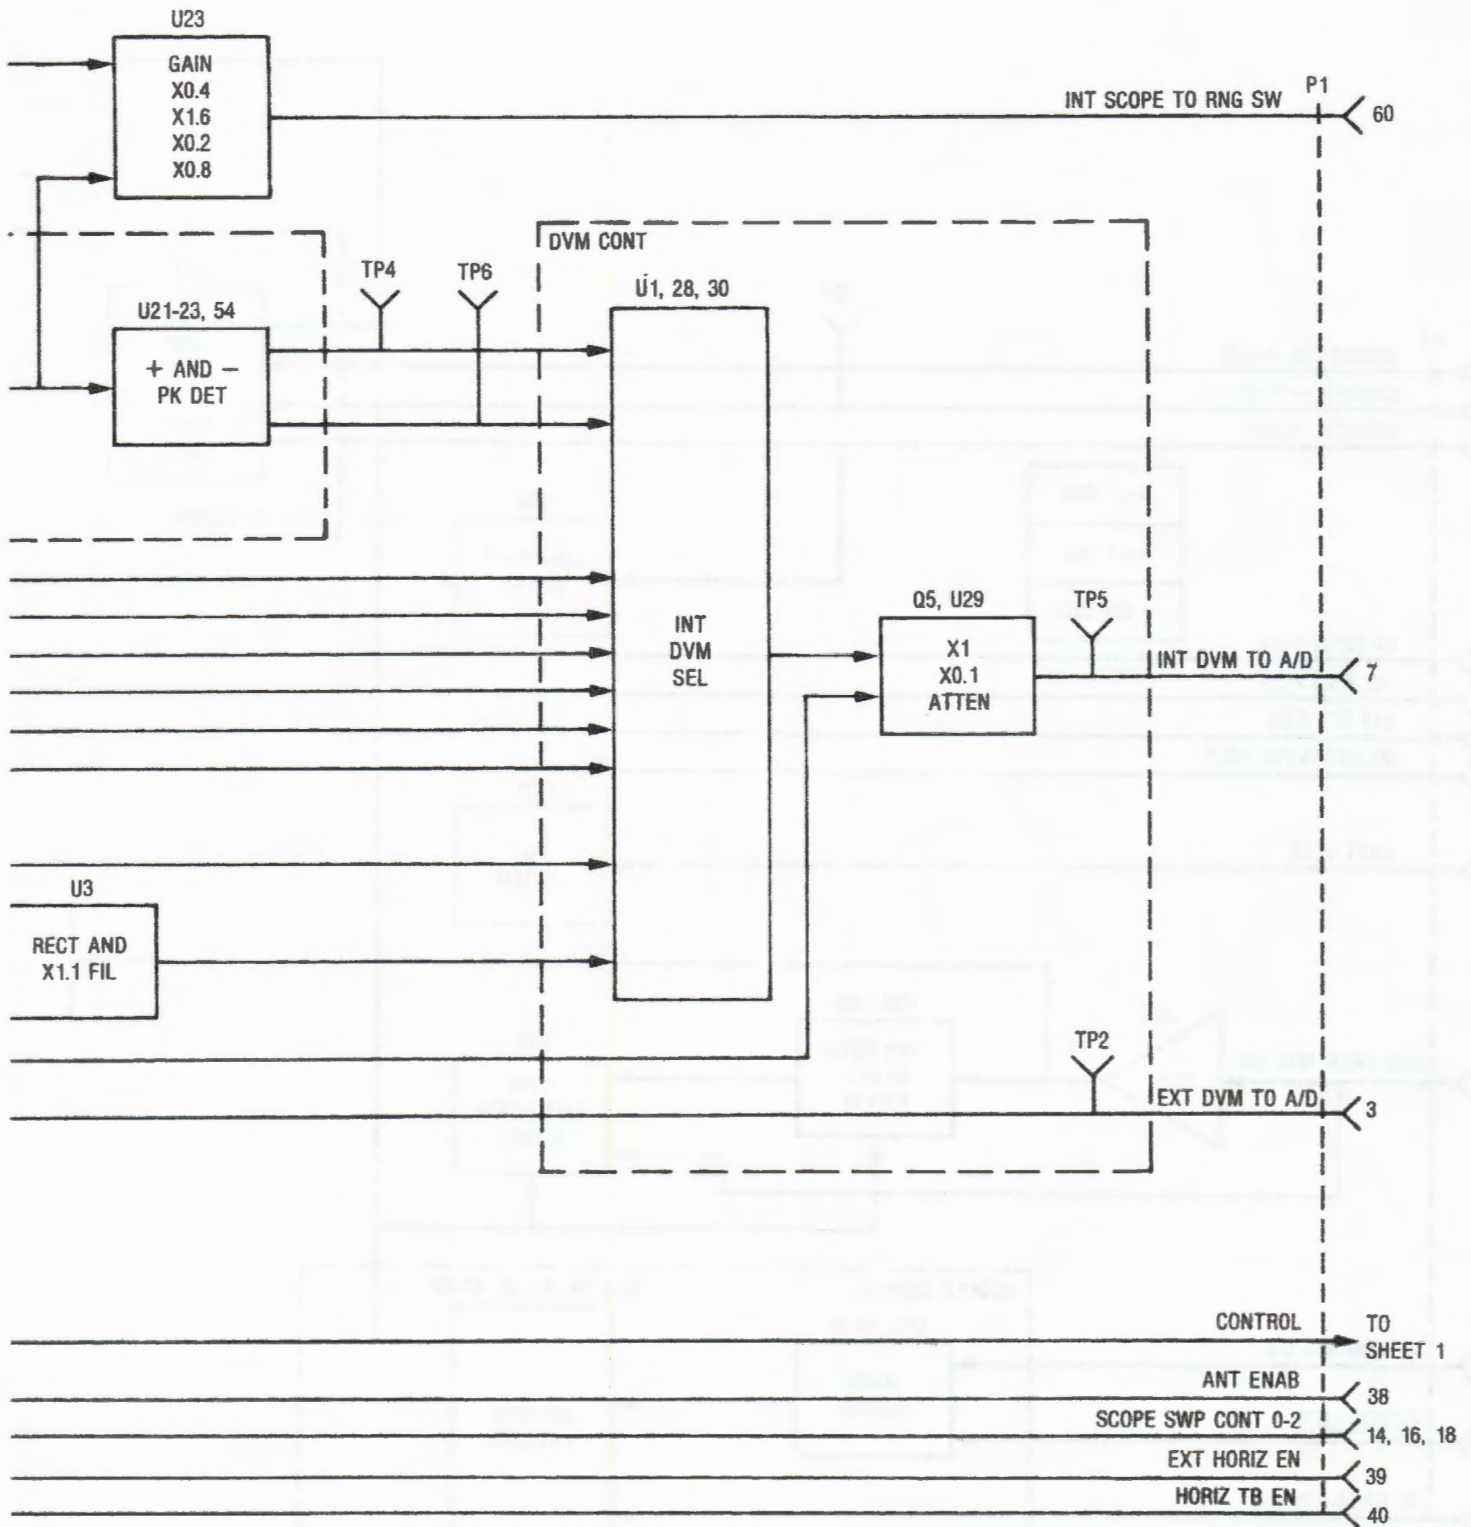 U23
GAIN
X0.4
X1.6
X0.2
X0.8
P1
INT SCOPE TO RNG SW
60
DVM CONT
TP4
TP6
U1, 28, 30
U21-23, 54
+ AND -
PK DET
INT
DVM
SEL
Q5, U29
X1
X0.1
ATTEN
TP5
INT DVM TO A/D
7
U3
RECT AND
X1.1 FIL
TP2
EXT DVM TO A/D
3
CONTROL
TO
SHEET 1
ANT ENAB
38
SCOPE SWP CONT 0-2
14, 16, 18
EXT HORIZ EN
39
HORIZ TB EN
40